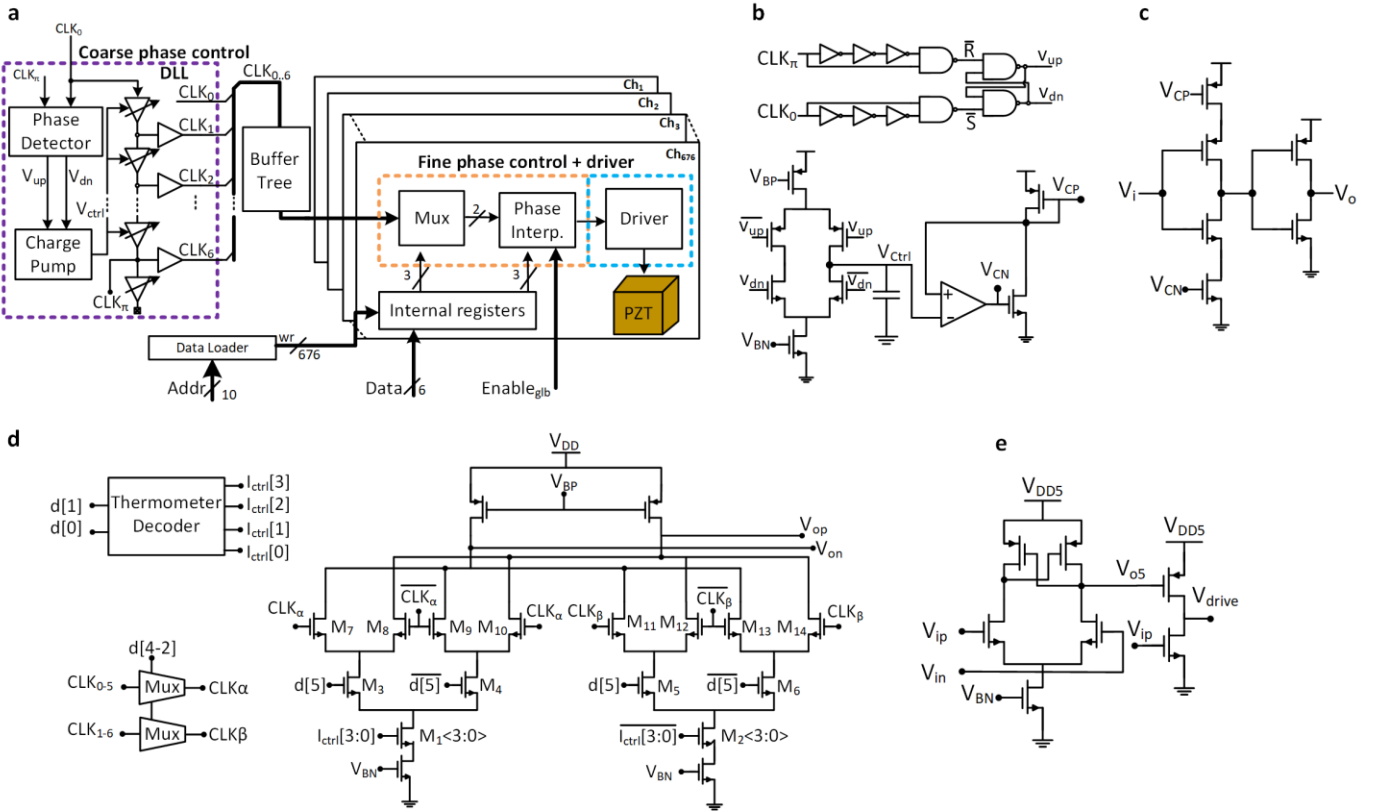 a
CLK0
Coarse phase control
DLL
CLKπ
Phase
Detector
Vup
Vdn
Vctrl
Charge
Pump
CLKπ
CLK0
CLK1
CLK2
CLK6
CLK0..6
Buffer
Tree
Ch1
Ch2
Ch3
Ch676
Fine phase control + driver
Mux
2
Phase
Interp.
Driver
3
3
Internal registers
PZT
Data Loader
wr
676
Addr
10
Data
6
Enableglb
b
CLKπ
R̅
Vup
CLK0
S̅
Vdn
VBP
V̅u̅p̅
Vup
Vdn
V̅d̅n̅
VBN
VCtrl
+
-
VCN
VCP
c
VCP
Vi
Vo
VCN
d
d[1]
d[0]
Thermometer
Decoder
Ictrl[3]
Ictrl[2]
Ictrl[1]
Ictrl[0]
d[4-2]
CLK0-5
Mux
CLKα
CLK1-6
Mux
CLKβ
VDD
VBP
Vop
Von
CLKα
C̅L̅K̅α̅
CLKα
CLKβ
C̅L̅K̅β̅
CLKβ
M7
M8
M9
M10
M11
M12
M13
M14
d[5]
M3
d̅[̅5̅]̅
M4
d[5]
M5
d̅[̅5̅]̅
M6
Ictrl[3:0]
M1<3:0>
I̅c̅t̅r̅l̅[̅3̅:̅0̅]̅
M2<3:0>
VBN
VBN
e
VDD5
VDD5
Vo5
Vdrive
Vip
Vip
Vin
VBN